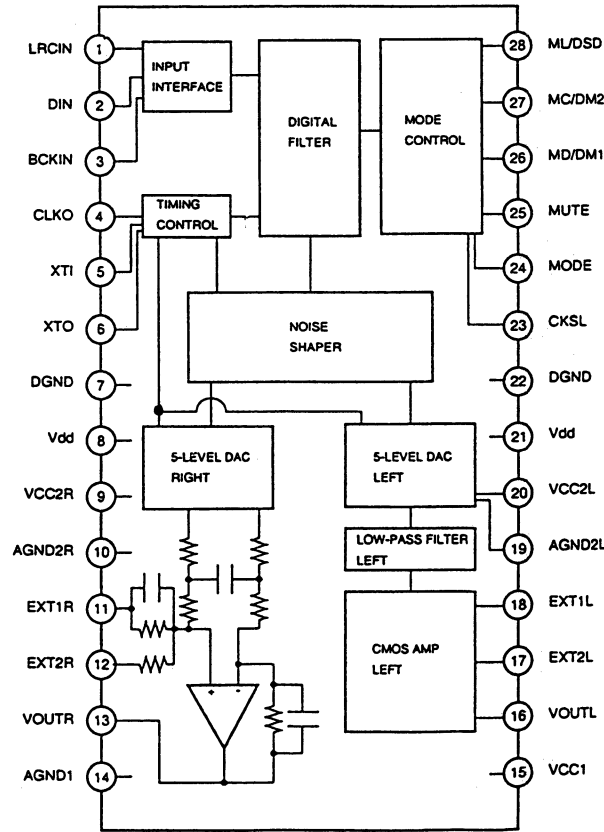 LRCIN
1
DIN
2
BCKIN
3
CLKO
4
XTI
5
XTO
6
DGND
7
Vdd
8
VCC2R
9
AGND2R
10
EXT1R
11
EXT2R
12
VOUTR
13
AGND1
14
INPUT
INTERFACE
DIGITAL
FILTER
MODE
CONTROL
TIMING
CONTROL
NOISE
SHAPER
5-LEVEL DAC
RIGHT
5-LEVEL DAC
LEFT
LOW-PASS FILTER
LEFT
CMOS AMP
LEFT
+
-
28
ML/DSD
27
MC/DM2
26
MD/DM1
25
MUTE
24
MODE
23
CKSL
22
DGND
21
Vdd
20
VCC2L
19
AGND2L
18
EXT1L
17
EXT2L
16
VOUTL
15
VCC1